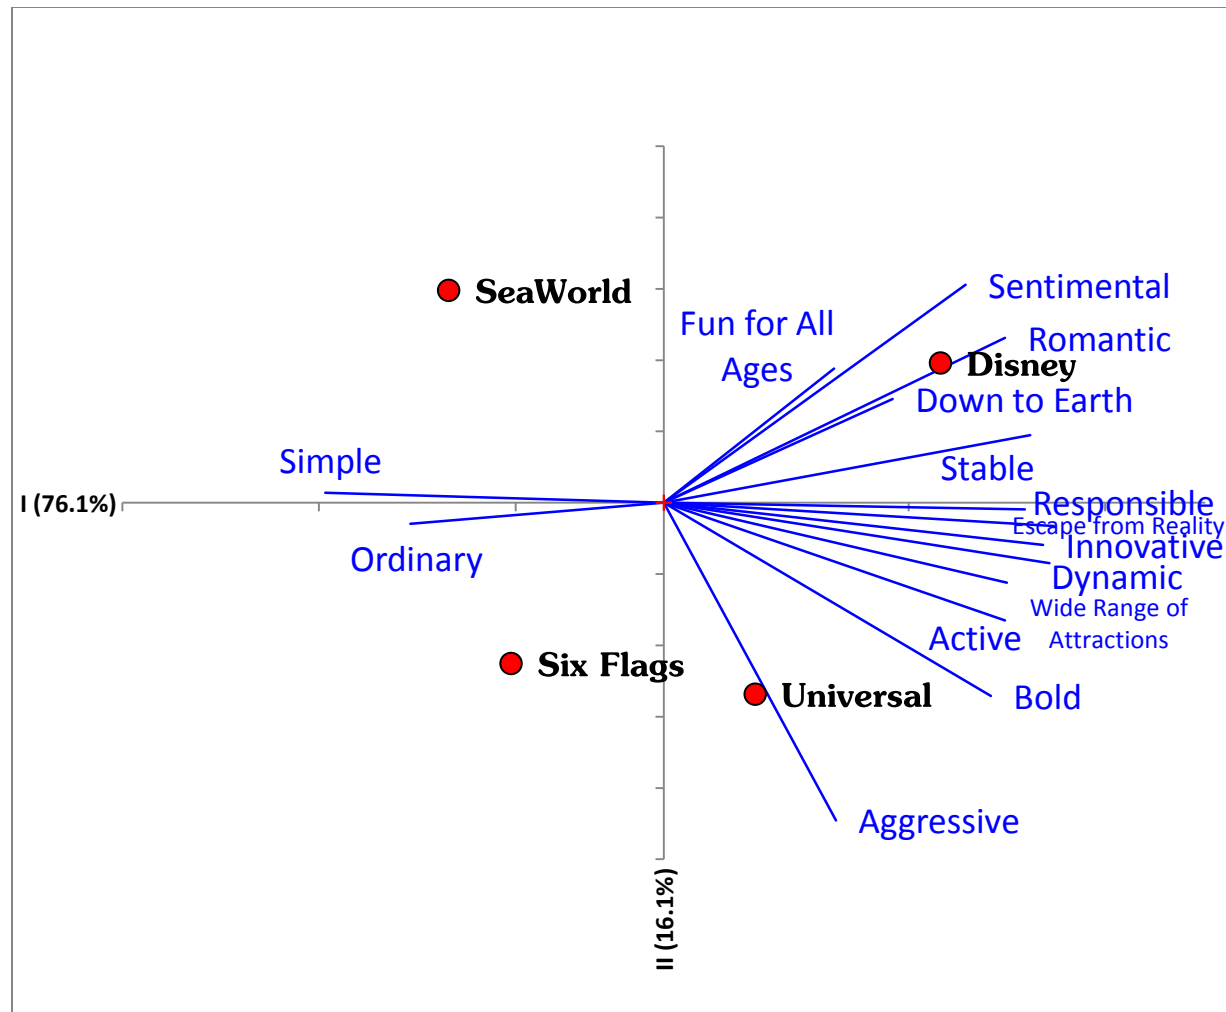 Sentimental
SeaWorld
Fun for All
Ages
Romantic
Disney
Down to Earth
Simple
Stable
I (76.1%)
Responsible
Escape from Reality
Innovative
Ordinary
Dynamic
Wide Range of
Attractions
Active
Six Flags
Universal
Bold
Aggressive
II (16.1%)